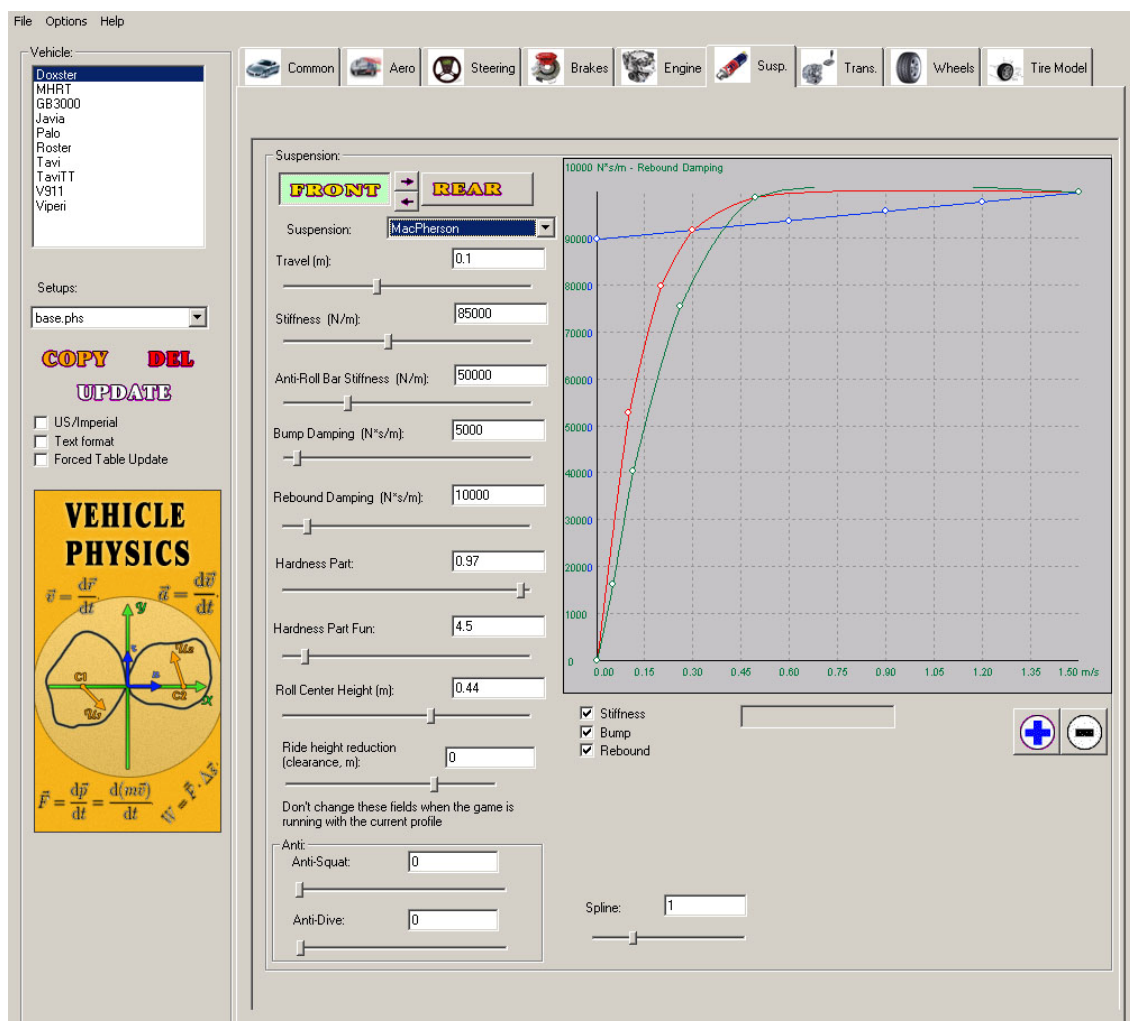 File Options Help
Vehicle:
Doxster
MHRT
GB3000
Javia
Palo
Roster
Tavi
TaviTT
V911
Viperi
Setups:
base.phs
COPY DEL
UPDATE
US/Imperial
Text format
Forced Table Update
VEHICLE
PHYSICS
Common Aero Steering Brakes Engine Susp. Trans. Wheels Tire Model
Suspension:
FRONT REAR
Suspension: MacPherson
Travel (m): 0.1
Stiffness (N/m): 85000
Anti-Roll Bar Stiffness (N/m): 50000
Bump Damping (N*s/m): 5000
Rebound Damping (N*s/m): 10000
Hardness Part: 0.97
Hardness Part Fun: 4.5
Roll Center Height (m): 0.44
Ride height reduction
(clearance, m): 0
Don't change these fields when the game is
running with the current profile
Anti:
Anti-Squat: 0
Anti-Dive: 0
10000 N*s/m - Rebound Damping
90000
80000
70000
60000
50000
40000
30000
20000
1000
0
0.00 0.15 0.30 0.45 0.60 0.75 0.90 1.05 1.20 1.35 1.50 m/s
Stiffness
Bump
Rebound
Spline: 1